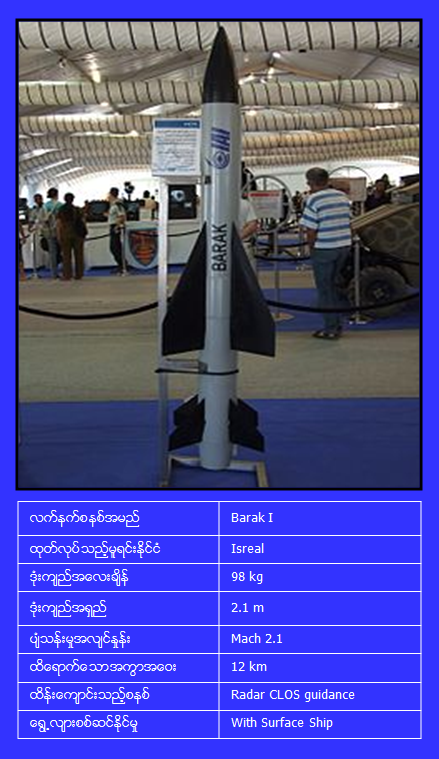 IAI
BARAK
လက်နက်စနစ်အမည် Barak I
ထုတ်လုပ်သည့်မူရင်းနိုင်ငံ Isreal
ဒုံးကျည်အလေးချိန် 98 kg
ဒုံးကျည်အရှည် 2.1 m
ပျံသန်းမှုအလျင်နှုန်း Mach 2.1
ထိရောက်သောအကွာအဝေး 12 km
ထိန်းကျောင်းသည့်စနစ် Radar CLOS guidance
ရွေ့လျားစစ်ဆင်နိုင်မှု With Surface Ship